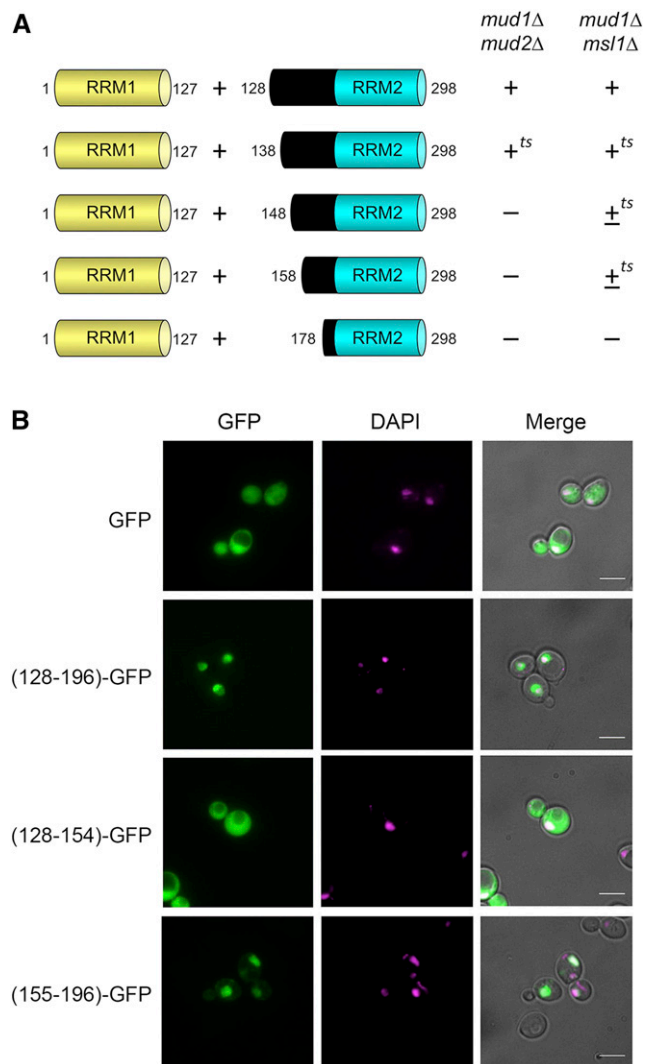 A
mud1Δ mud1Δ
mud2Δ msl1Δ
1 RRM1 127 + 128 RRM2 298 + +
1 RRM1 127 + 138 RRM2 298 +ts +ts
1 RRM1 127 + 148 RRM2 298 − ±ts
1 RRM1 127 + 158 RRM2 298 − ±ts
1 RRM1 127 + 178 RRM2 298 − −
B
GFP DAPI Merge
GFP
(128-196)-GFP
(128-154)-GFP
(155-196)-GFP